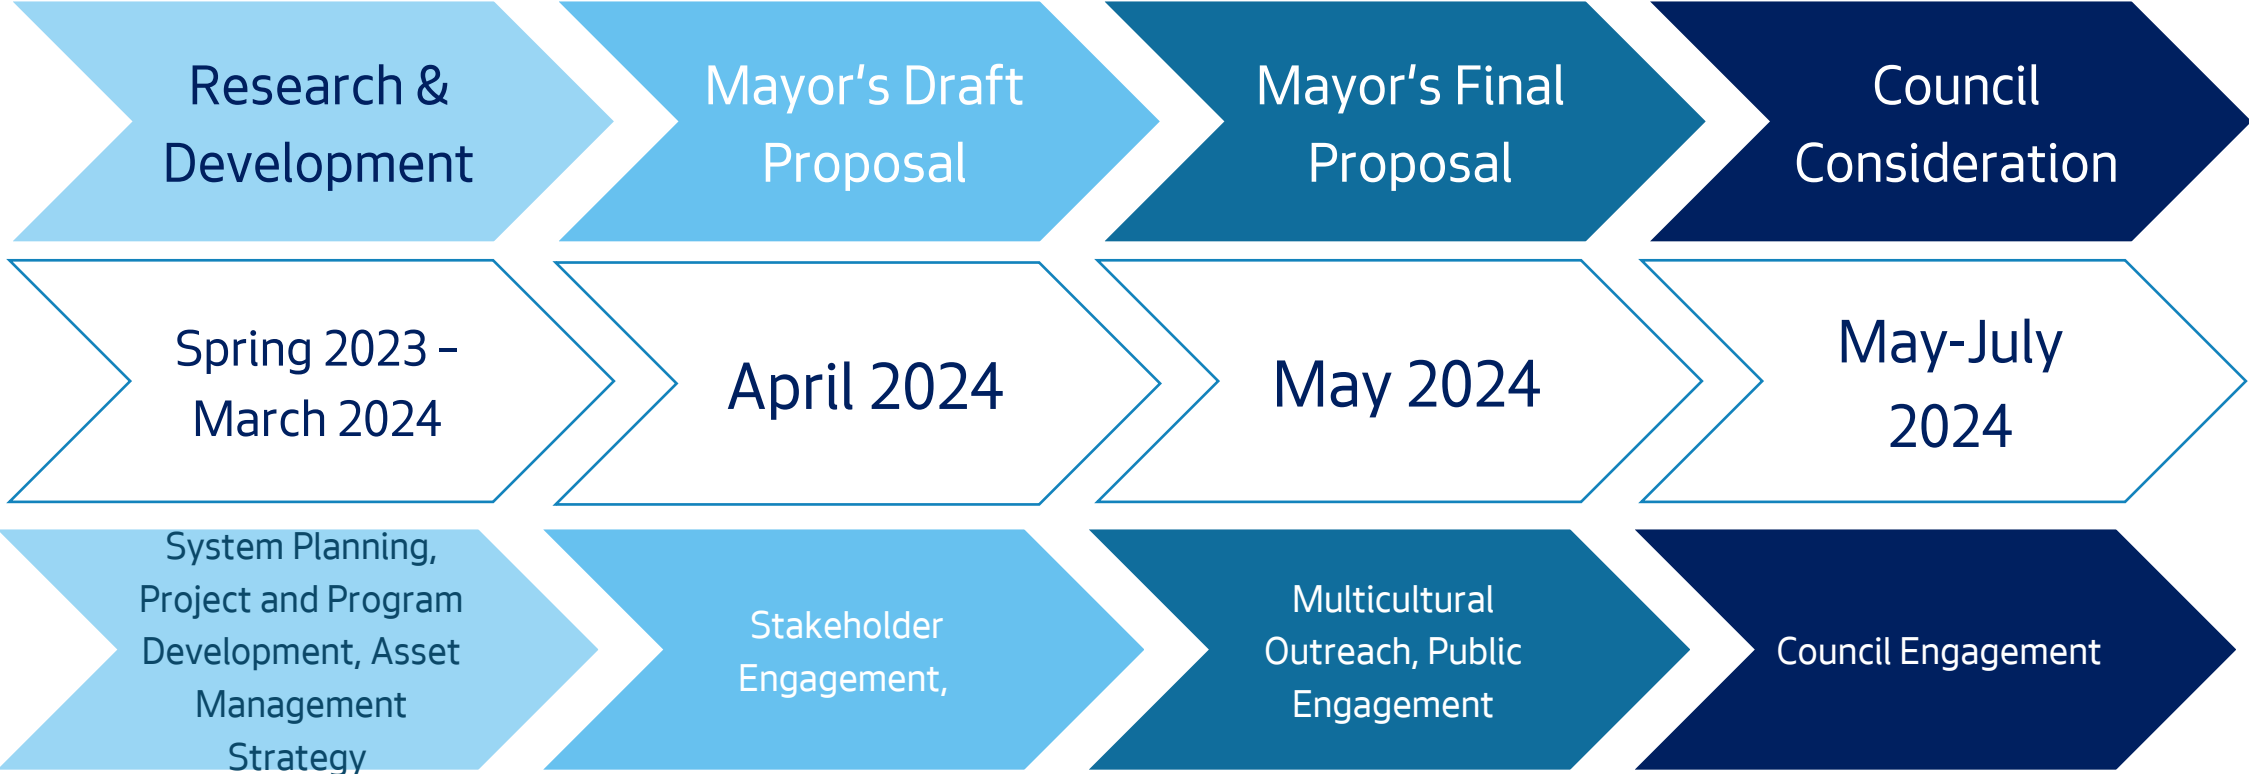 Research &
Development
Mayor's Draft
Proposal
Mayor's Final
Proposal
Council
Consideration
Spring 2023 –
March 2024
April 2024
May 2024
May-July
2024
System Planning,
Project and Program
Development, Asset
Management
Strategy
Stakeholder
Engagement,
Multicultural
Outreach, Public
Engagement
Council Engagement